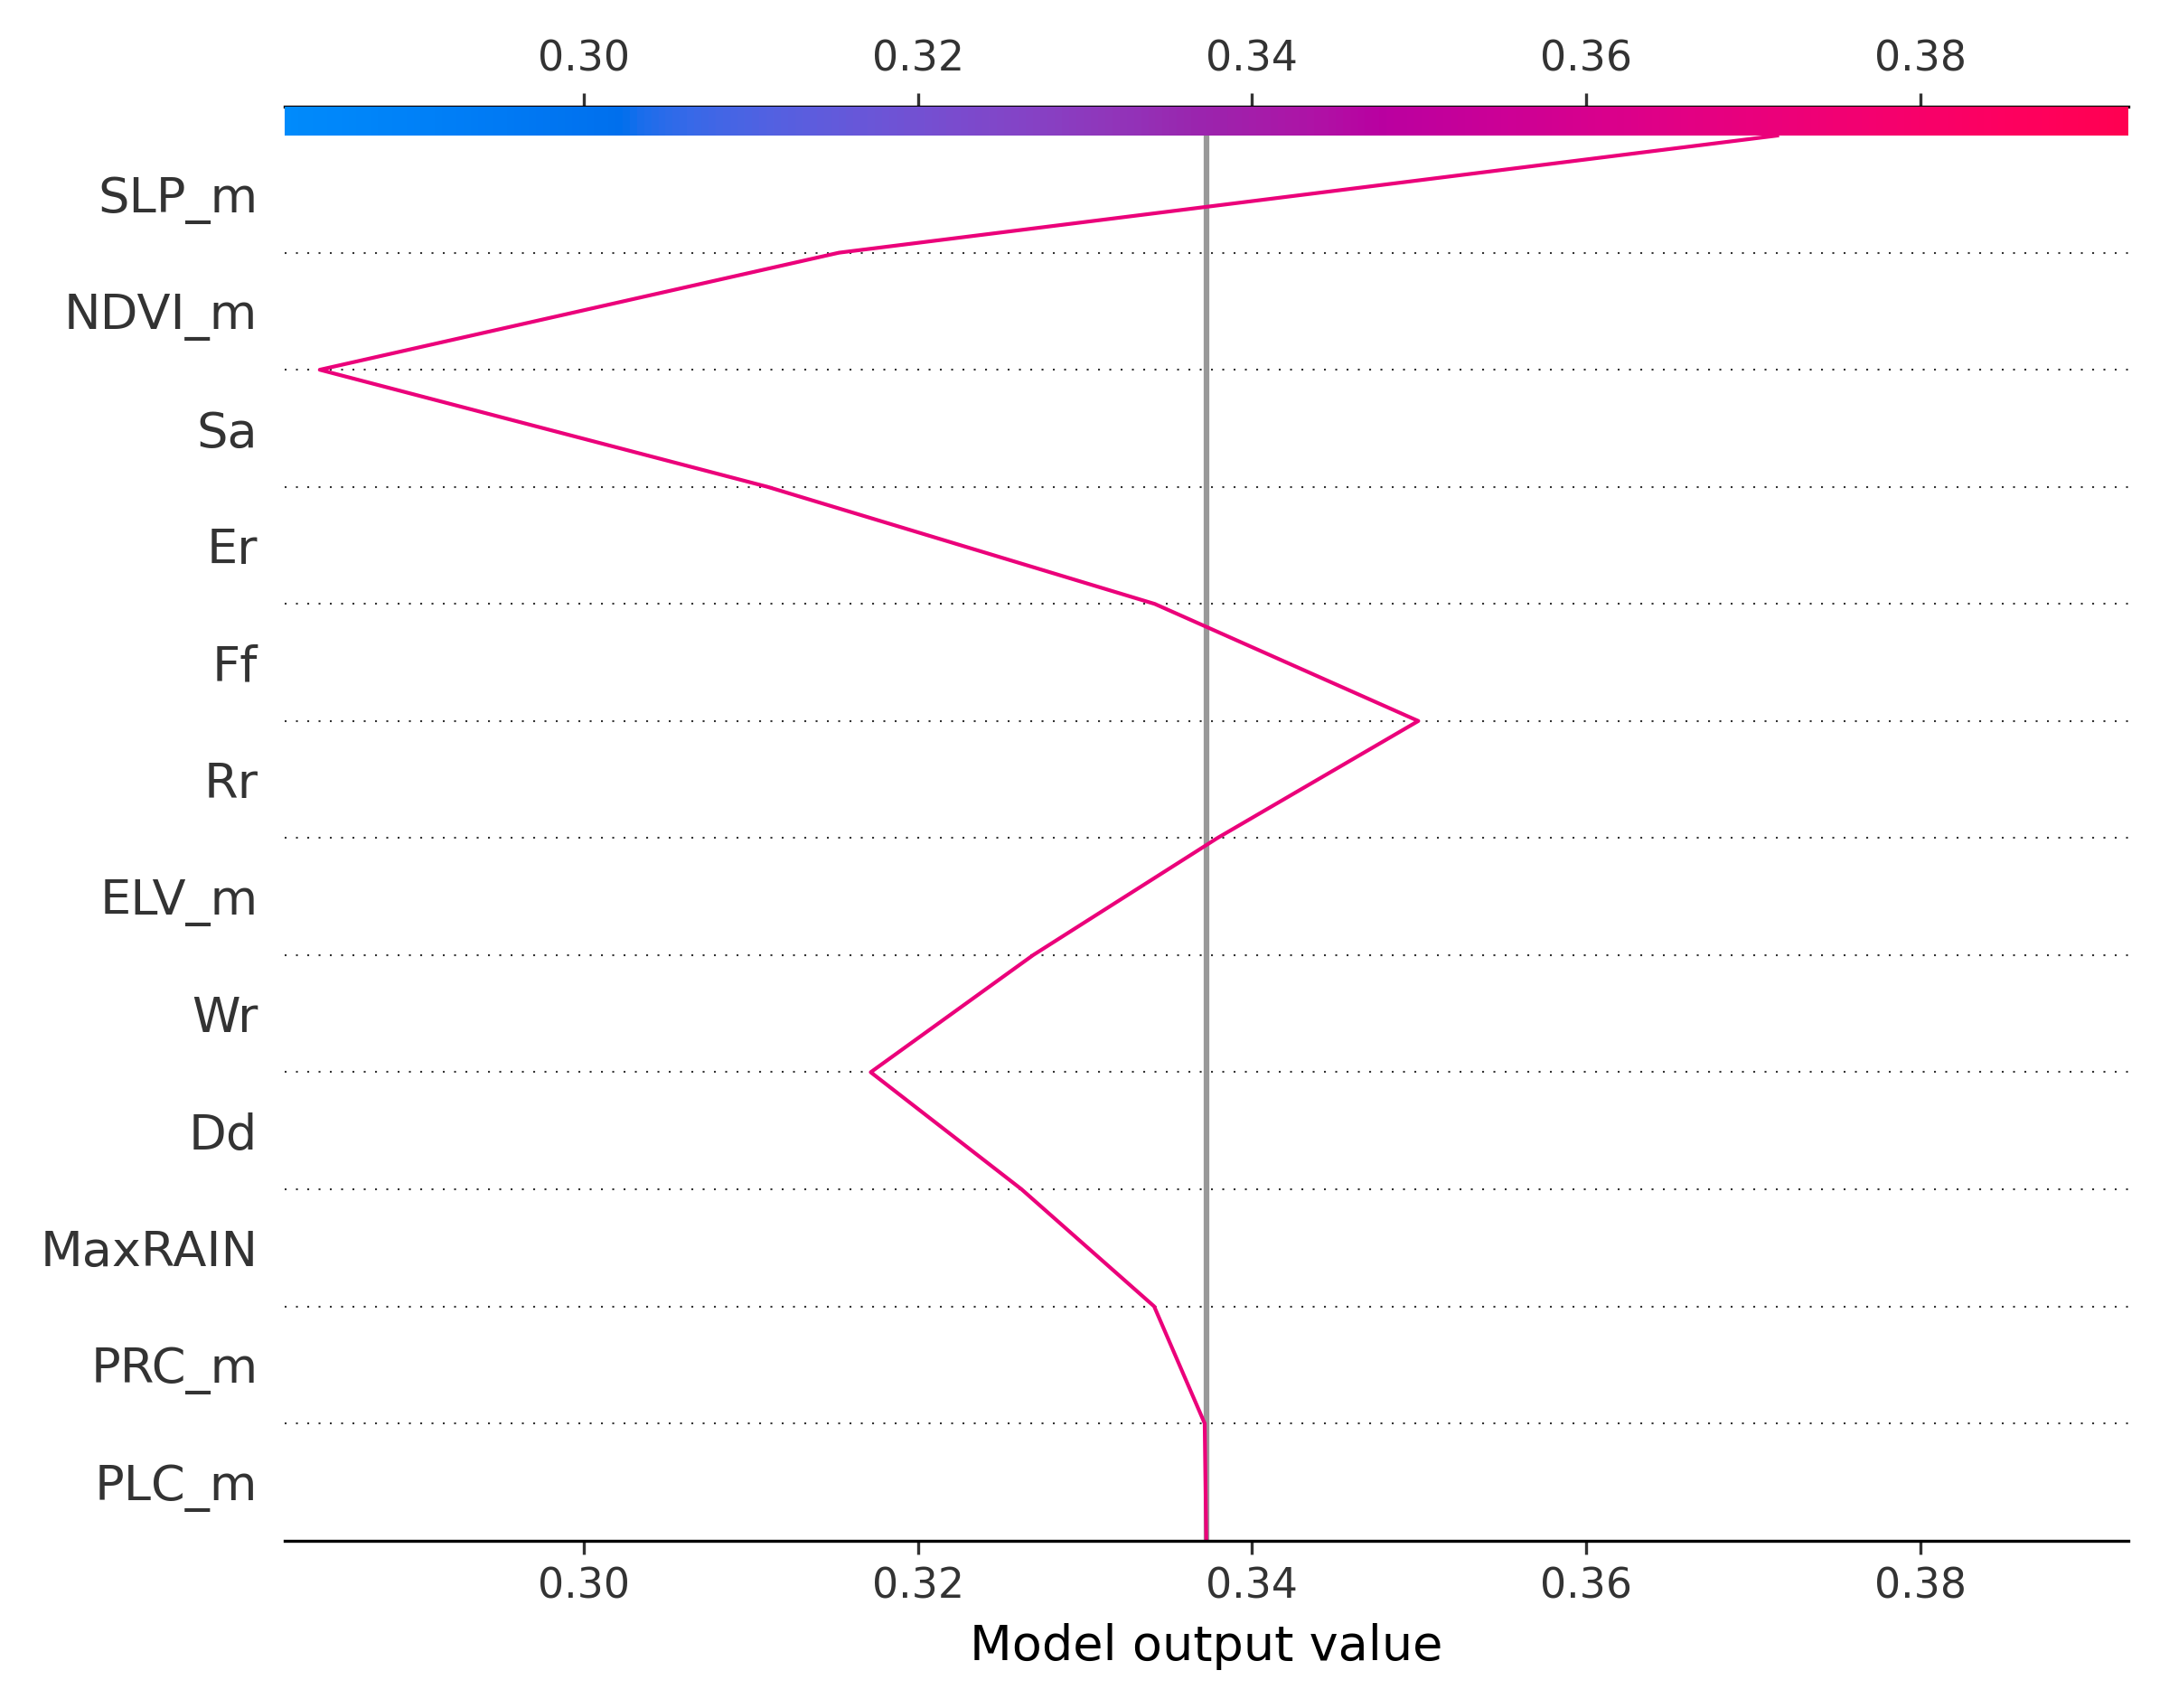 0.30 0.32 0.34 0.36 0.38
SLP_m
NDVI_m
Sa
Er
Ff
Rr
ELV_m
Wr
Dd
MaxRAIN
PRC_m
PLC_m
0.30 0.32 0.34 0.36 0.38
Model output value